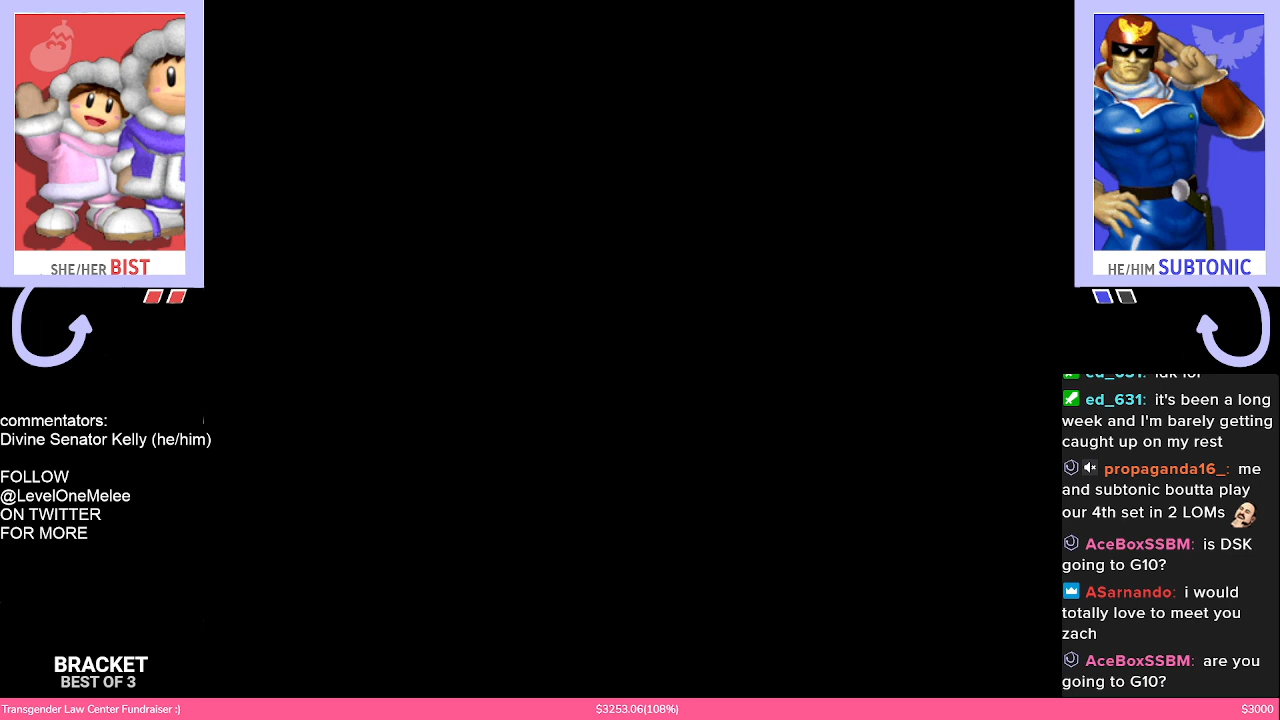 SHE/HER BIST
HE/HIM SUBTONIC
commentators:
Divine Senator Kelly (he/him)
FOLLOW
@LevelOneMelee
ON TWITTER
FOR MORE
BRACKET
BEST OF 3
ed_631: idk lol
ed_631: it's been a long
week and I'm barely getting
caught up on my rest
propaganda16_: me
and subtonic boutta play
our 4th set in 2 LOMs
AceBoxSSBM: is DSK
going to G10?
ASarnando: i would
totally love to meet you
zach
AceBoxSSBM: are you
going to G10?
Transgender Law Center Fundraiser :)
$3253.06(108%)
$3000